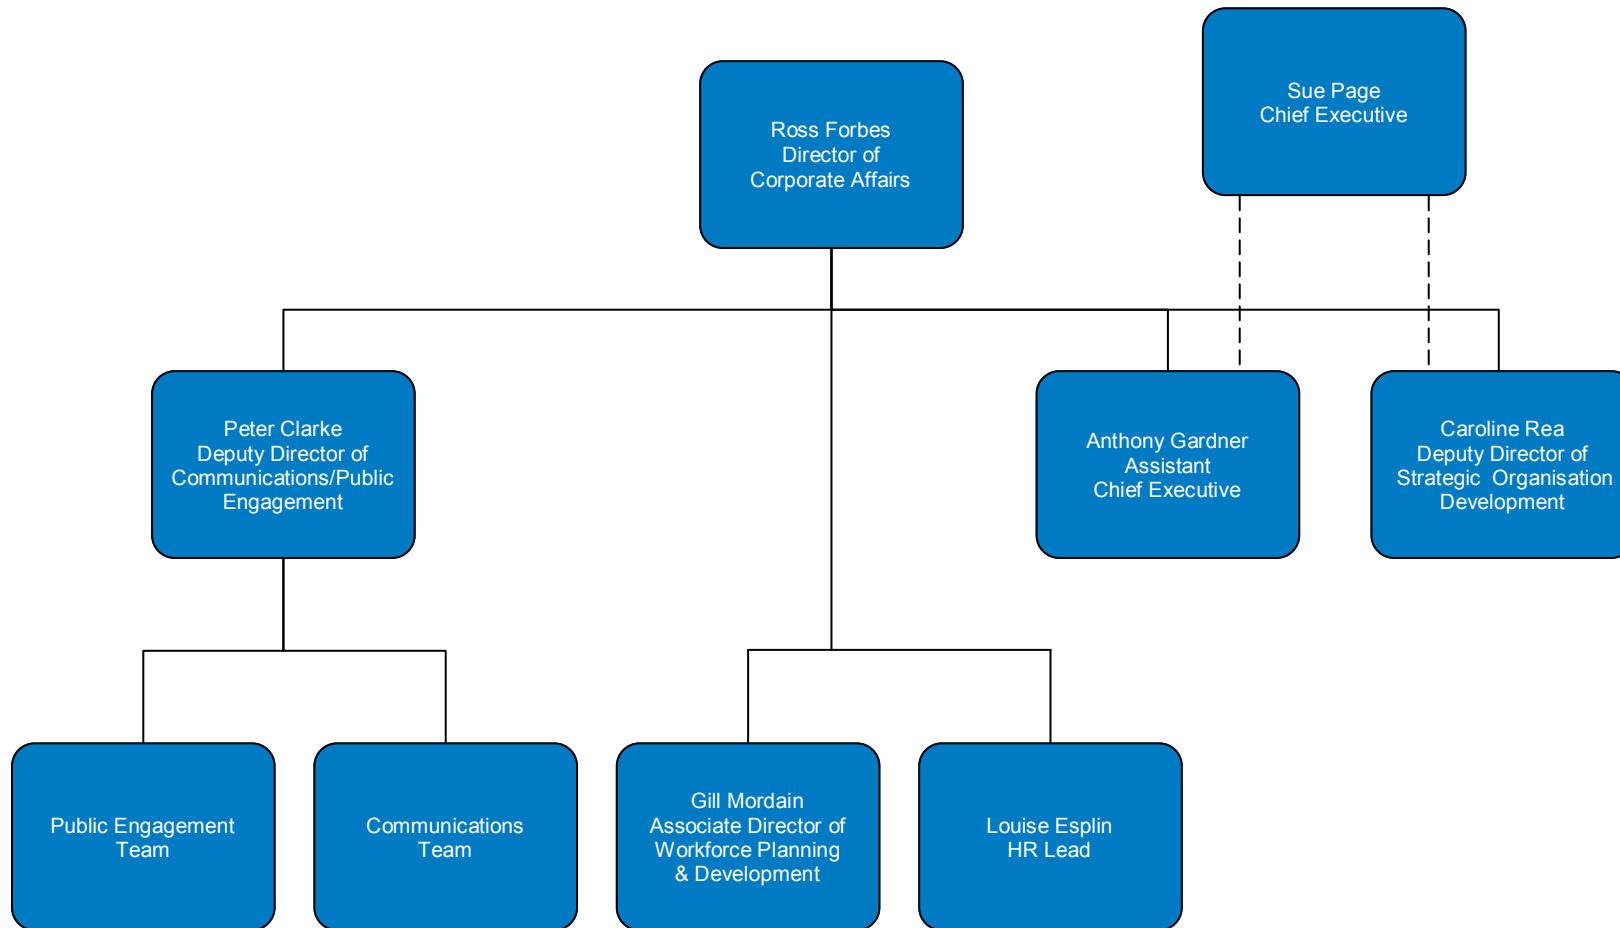 Sue Page
Chief Executive
Ross Forbes
Director of
Corporate Affairs
Peter Clarke
Deputy Director of
Communications/Public
Engagement
Anthony Gardner
Assistant
Chief Executive
Caroline Rea
Deputy Director of
Strategic  Organisation
Development
Public Engagement
Team
Communications
Team
Gill Mordain
Associate Director of
Workforce Planning
& Development
Louise Esplin
HR Lead